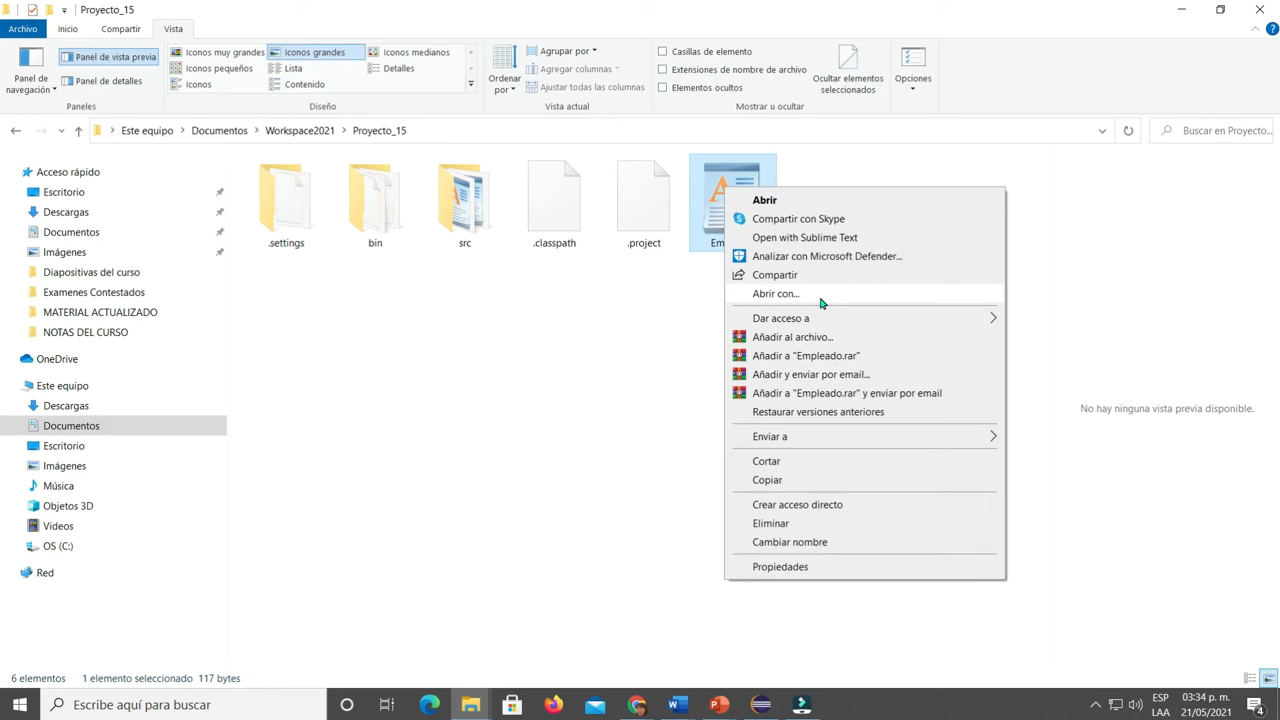 Proyecto_15
Archivo Inicio Compartir Vista
Panel de navegación
Panel de vista previa
Panel de detalles
Paneles
Iconos muy grandes Iconos grandes Iconos medianos
Iconos pequeños Lista Detalles
Iconos Contenido
Diseño
Ordenar por
Agrupar por
Agregar columnas
Ajustar todas las columnas
Vista actual
Casillas de elemento
Extensiones de nombre de archivo
Elementos ocultos
Ocultar elementos seleccionados
Mostrar u ocultar
Opciones
Este equipo Documentos Workspace2021 Proyecto_15
Buscar en Proyecto...
Acceso rápido
Escritorio
Descargas
Documentos
Imágenes
Diapositivas del curso
Examenes Contestados
MATERIAL ACTUALIZADO
NOTAS DEL CURSO
OneDrive
Este equipo
Descargas
Documentos
Escritorio
Imágenes
Música
Objetos 3D
Videos
OS (C:)
Red
.settings bin src .classpath .project Em
Abrir
Compartir con Skype
Open with Sublime Text
Analizar con Microsoft Defender...
Compartir
Abrir con...
Dar acceso a
Añadir al archivo...
Añadir a "Empleado.rar"
Añadir y enviar por email...
Añadir a "Empleado.rar" y enviar por email
Restaurar versiones anteriores
Enviar a
Cortar
Copiar
Crear acceso directo
Eliminar
Cambiar nombre
Propiedades
No hay ninguna vista previa disponible.
6 elementos 1 elemento seleccionado 117 bytes
Escribe aquí para buscar
ESP 03:34 p. m.
LAA 21/05/2021
4